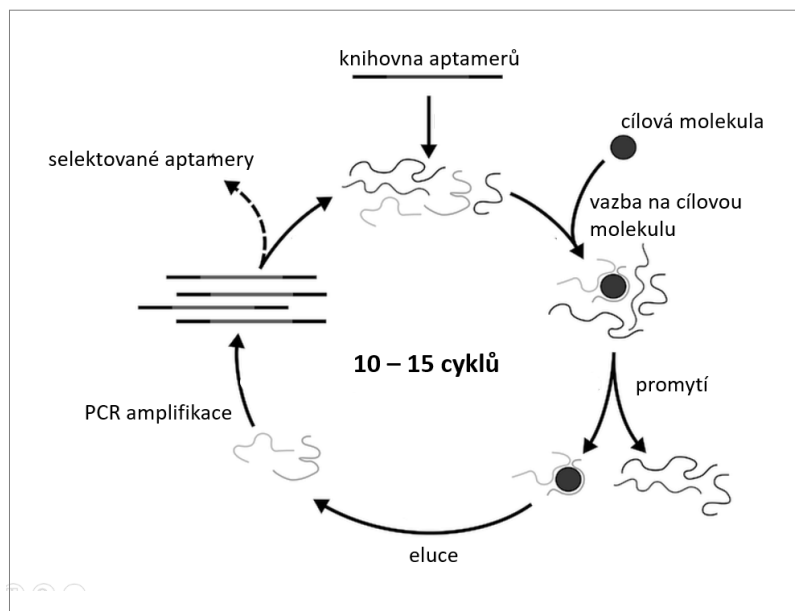 knihovna aptamerů
cílová molekula
selektované aptamery
vazba na cílovou
molekulu
10 – 15 cyklů
promytí
PCR amplifikace
eluce